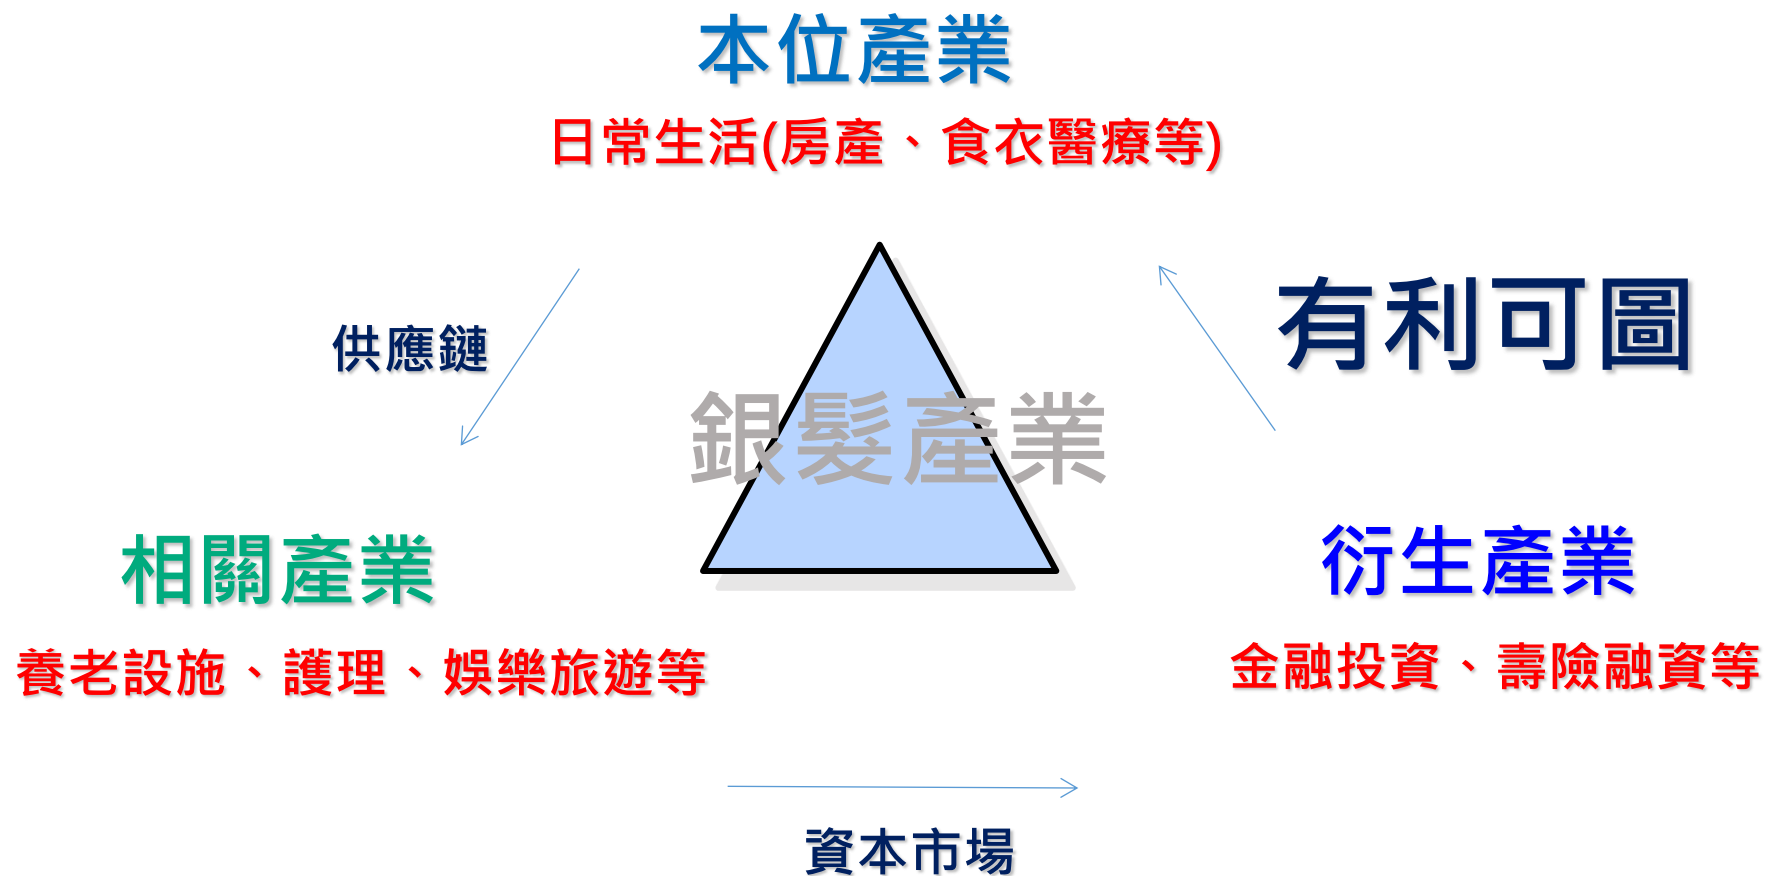 本位產業
日常生活(房產、食衣醫療等)
有利可圖
供應鏈
銀髮產業
相關產業
衍生產業
養老設施、護理、娛樂旅遊等
金融投資、壽險融資等
資本市場